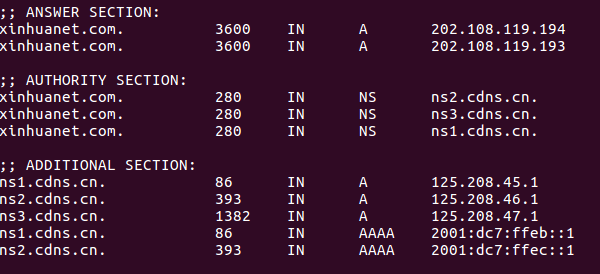 ;; ANSWER SECTION:
xinhuanet.com. 3600 IN A 202.108.119.194
xinhuanet.com. 3600 IN A 202.108.119.193
;; AUTHORITY SECTION:
xinhuanet.com. 280 IN NS ns2.cdns.cn.
xinhuanet.com. 280 IN NS ns3.cdns.cn.
xinhuanet.com. 280 IN NS ns1.cdns.cn.
;; ADDITIONAL SECTION:
ns1.cdns.cn. 86 IN A 125.208.45.1
ns2.cdns.cn. 393 IN A 125.208.46.1
ns3.cdns.cn. 1382 IN A 125.208.47.1
ns1.cdns.cn. 86 IN AAAA 2001:dc7:ffeb::1
ns2.cdns.cn. 393 IN AAAA 2001:dc7:ffec::1